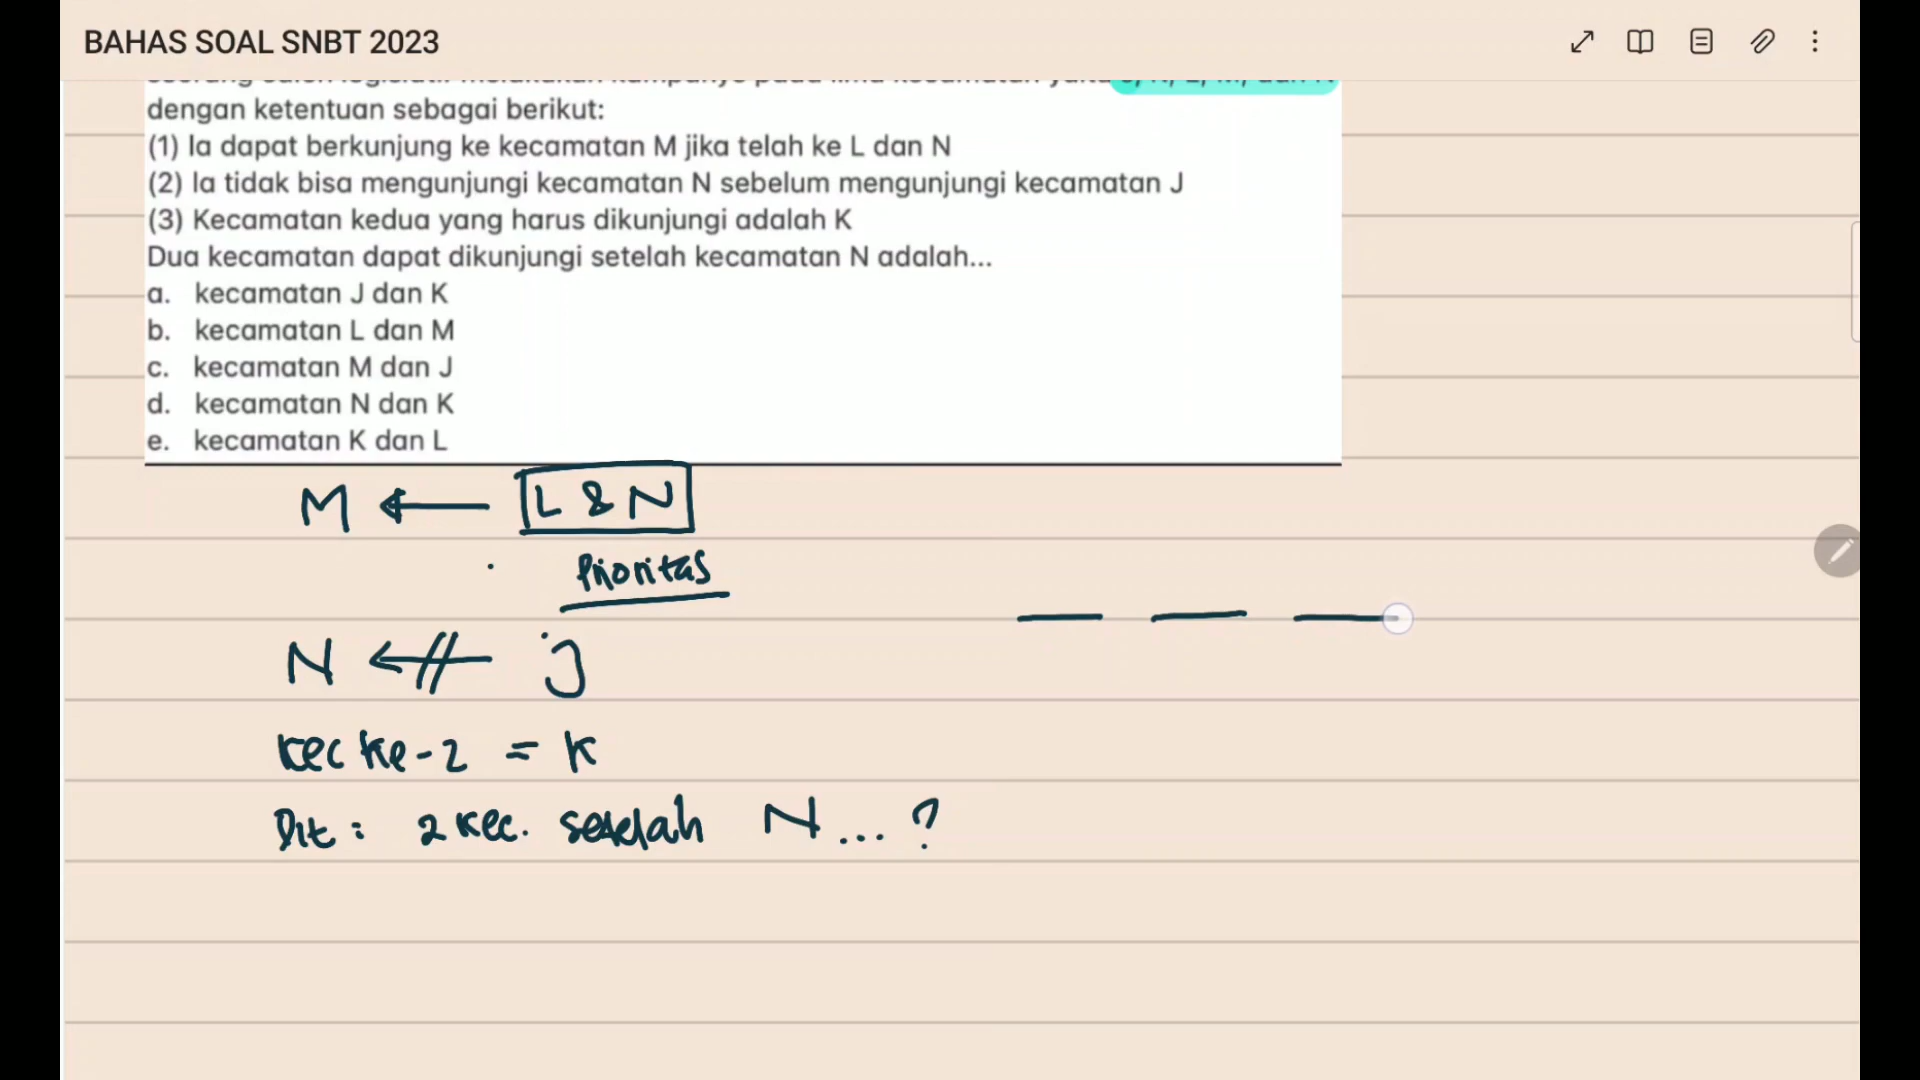 BAHAS SOAL SNBT 2023
dengan ketentuan sebagai berikut:
(1) Ia dapat berkunjung ke kecamatan M jika telah ke L dan N
(2) Ia tidak bisa mengunjungi kecamatan N sebelum mengunjungi kecamatan J
(3) Kecamatan kedua yang harus dikunjungi adalah K
Dua kecamatan dapat dikunjungi setelah kecamatan N adalah...
a. kecamatan J dan K
b. kecamatan L dan M
c. kecamatan M dan J
d. kecamatan N dan K
e. kecamatan K dan L
M ← L & N
Prioritas
N ← J
Kec Ke-2 = K
Dit : 2 Kec. setelah N ... ?